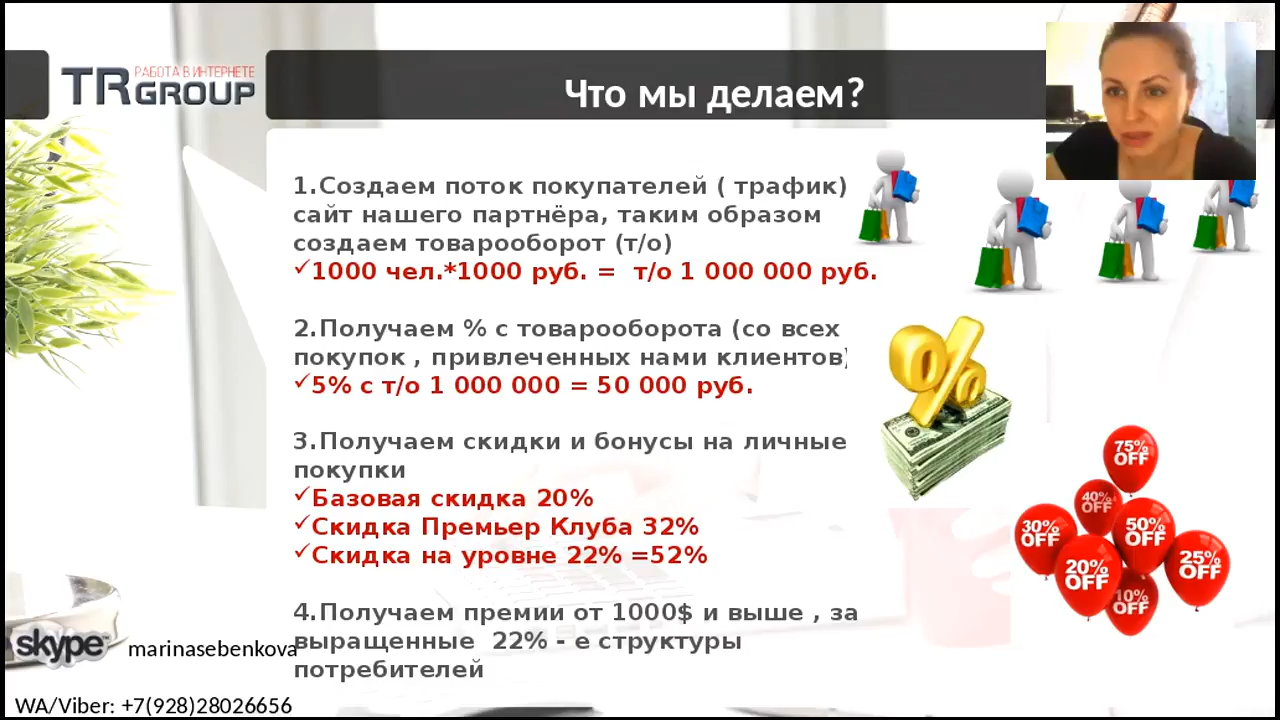 TR GROUP
РАБОТА В ИНТЕРНЕТЕ
Что мы делаем?
1.Создаем поток покупателей ( трафик)
сайт нашего партнёра, таким образом
создаем товарооборот (т/о)
✓1000 чел.*1000 руб. = т/о 1 000 000 руб.
2.Получаем % с товарооборота (со всех
покупок , привлеченных нами клиентов)
✓5% с т/о 1 000 000 = 50 000 руб.
3.Получаем скидки и бонусы на личные
покупки
✓Базовая скидка 20%
✓Скидка Премьер Клуба 32%
✓Скидка на уровне 22% =52%
4.Получаем премии от 1000$ и выше , за
выращенные 22% - е структуры
потребителей
%
75% OFF
40% OFF
30% OFF
50% OFF
20% OFF
25% OFF
10% OFF
skype™ marinasebenkova
WA/Viber: +7(928)28026656